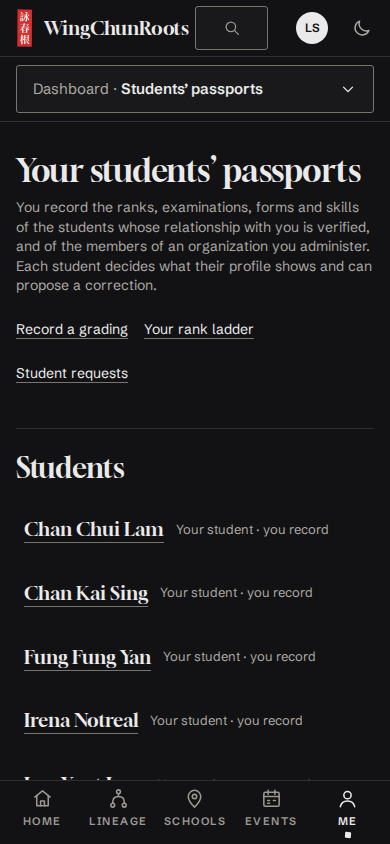 詠春根
WingChunRoots
LS
Dashboard · Students’ passports
Your students’ passports
You record the ranks, examinations, forms and skills
of the students whose relationship with you is verified,
and of the members of an organization you administer.
Each student decides what their profile shows and can
propose a correction.
Record a grading Your rank ladder
Student requests
Students
Chan Chui Lam Your student · you record
Chan Kai Sing Your student · you record
Fung Fung Yan Your student · you record
Irena Notreal Your student · you record
HOME LINEAGE SCHOOLS EVENTS ME